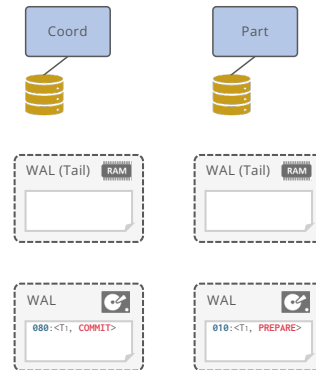 Coord
Part
WAL (Tail) RAM
WAL (Tail) RAM
WAL
WAL
080:<T1, COMMIT>
010:<T1, PREPARE>